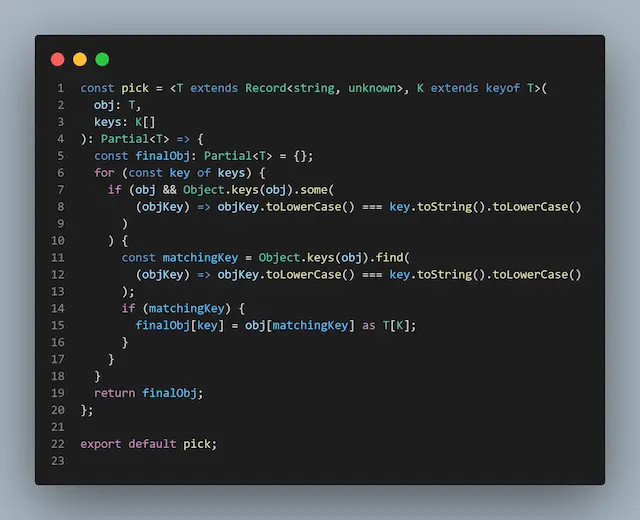 1 const pick = <T extends Record<string, unknown>, K extends keyof T>(
2   obj: T,
3   keys: K[]
4 ): Partial<T> => {
5   const finalObj: Partial<T> = {};
6   for (const key of keys) {
7     if (obj && Object.keys(obj).some(
8         (objKey) => objKey.toLowerCase() === key.toString().toLowerCase()
9       )
10     ) {
11       const matchingKey = Object.keys(obj).find(
12         (objKey) => objKey.toLowerCase() === key.toString().toLowerCase()
13       );
14       if (matchingKey) {
15         finalObj[key] = obj[matchingKey] as T[K];
16       }
17     }
18   }
19   return finalObj;
20 };
21
22 export default pick;
23